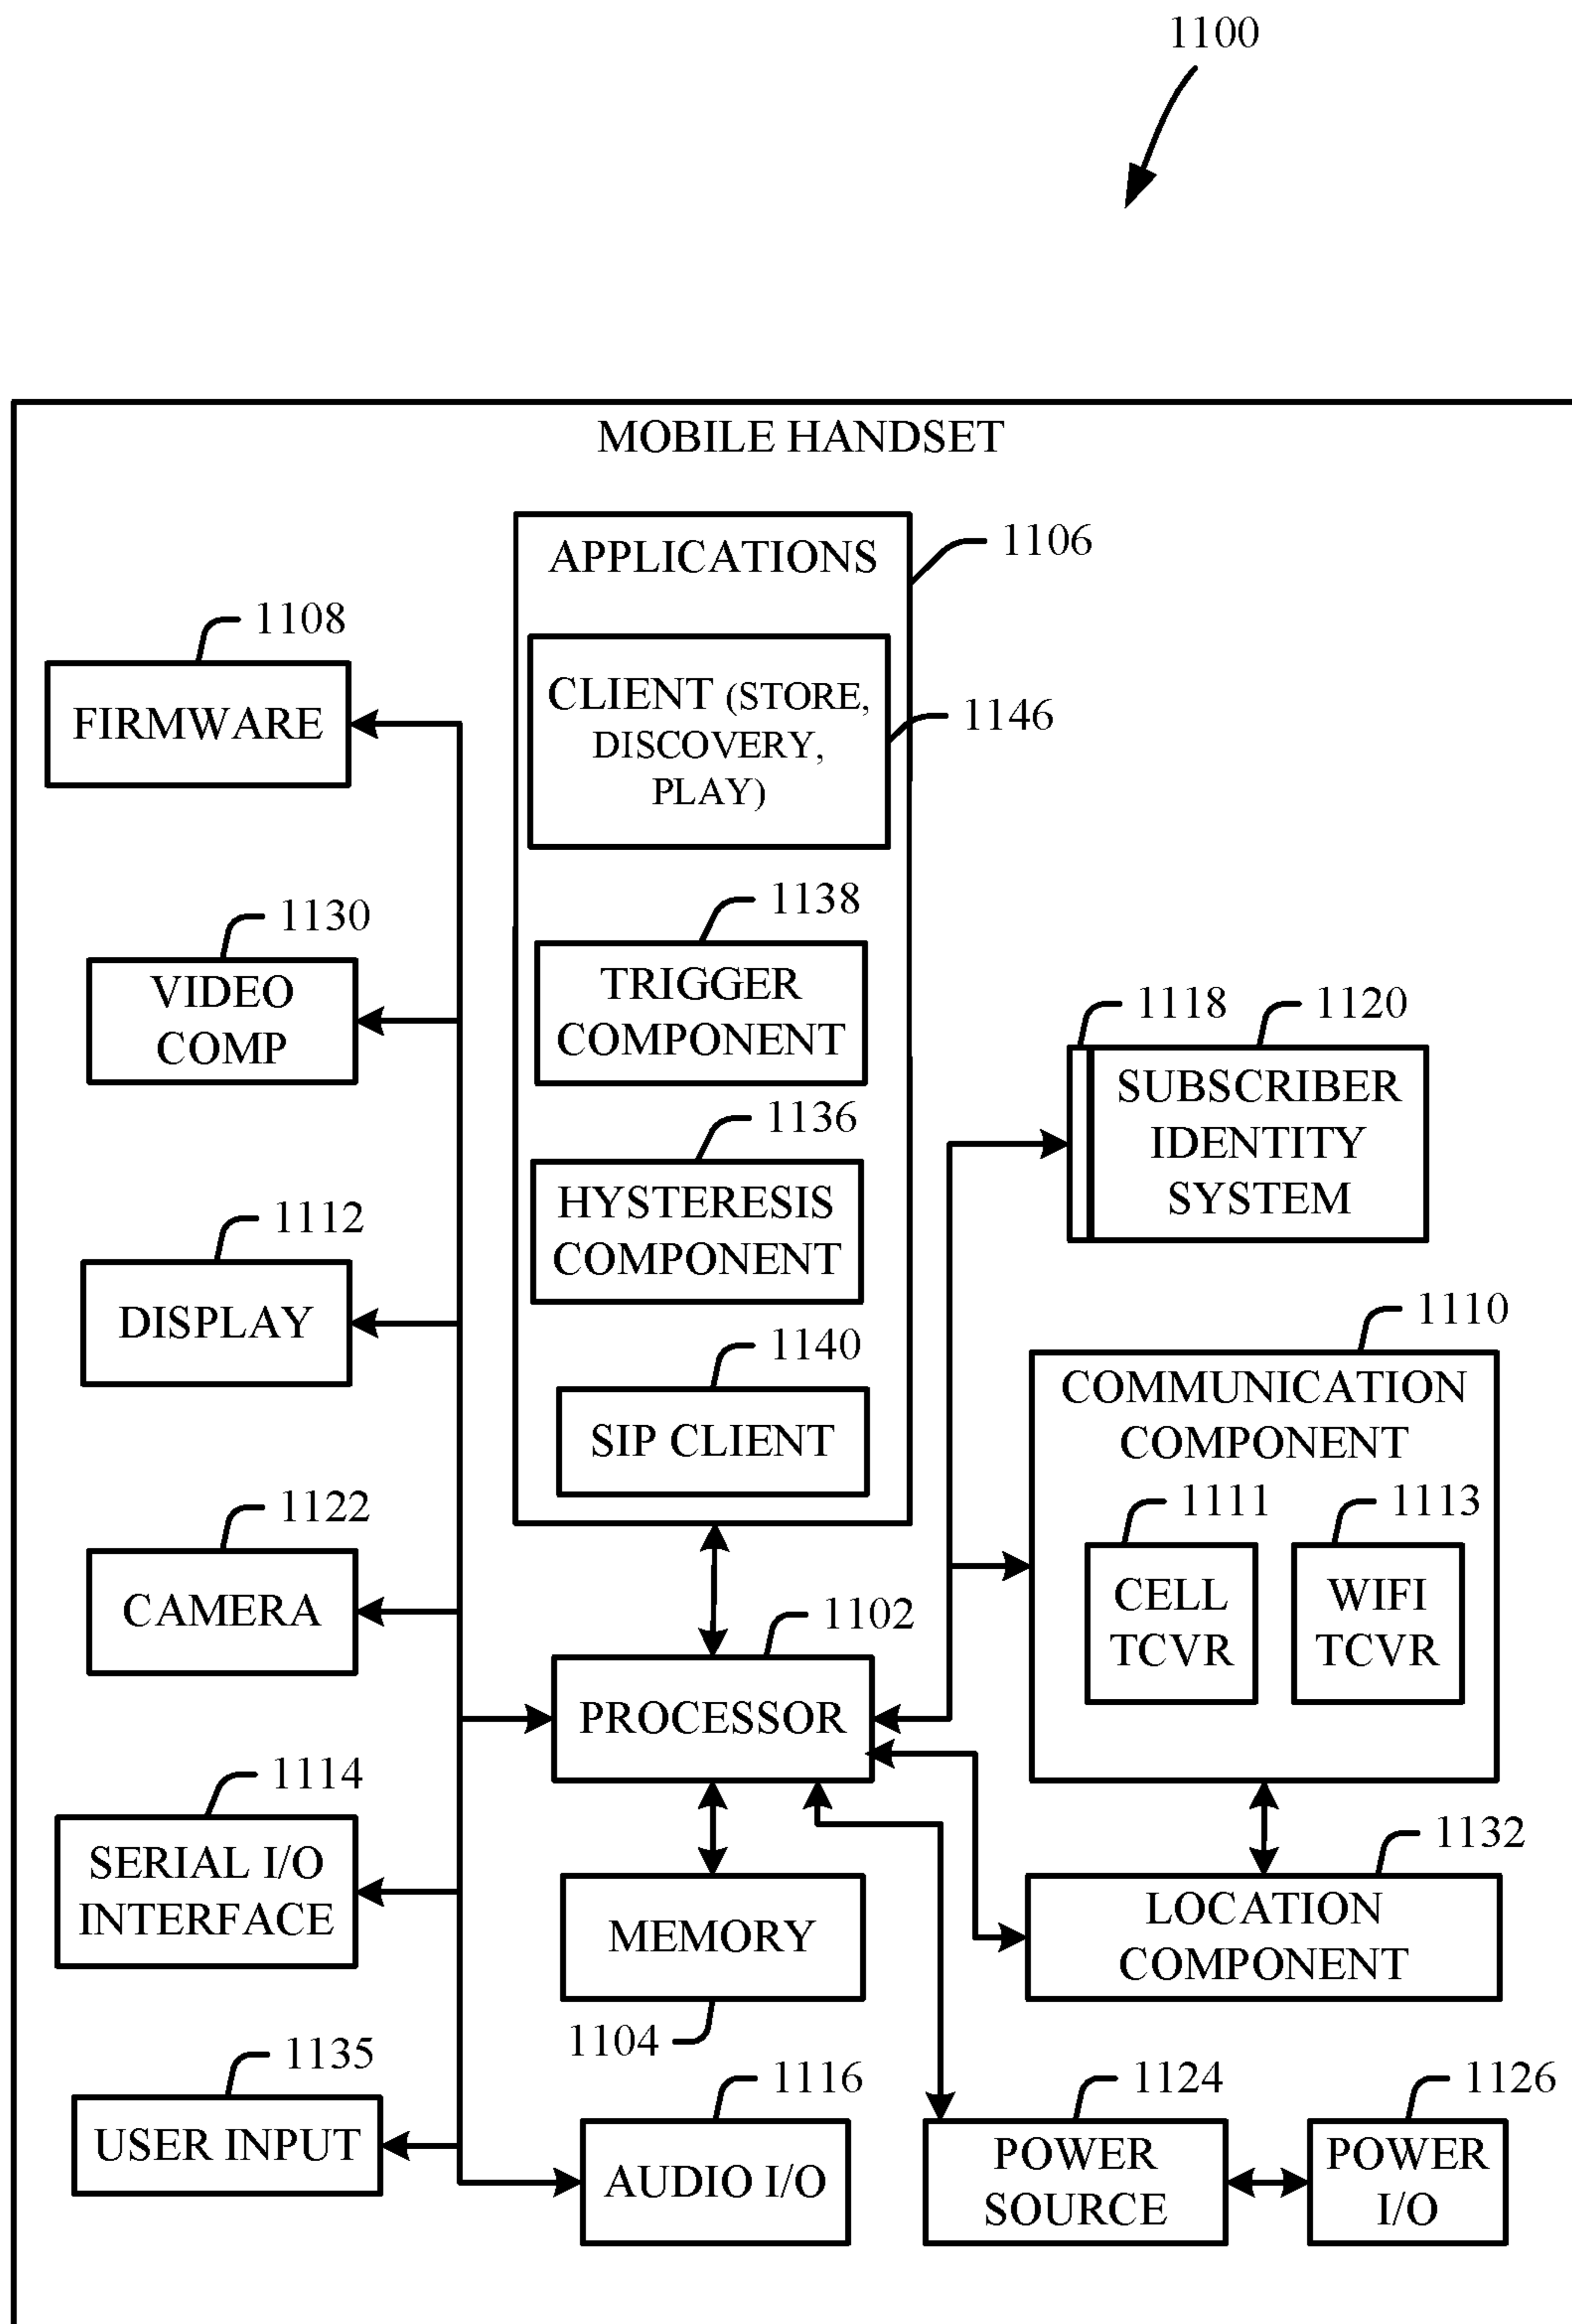 1100
MOBILE HANDSET
APPLICATIONS
1106
CLIENT (STORE,
DISCOVERY,
PLAY)
1146
1138
TRIGGER
COMPONENT
1136
HYSTERESIS
COMPONENT
1140
SIP CLIENT
1108
FIRMWARE
1130
VIDEO
COMP
1112
DISPLAY
1122
CAMERA
1114
SERIAL I/O
INTERFACE
1135
USER INPUT
1102
PROCESSOR
MEMORY
1104
1116
AUDIO I/O
1118
1120
SUBSCRIBER
IDENTITY
SYSTEM
1110
COMMUNICATION
COMPONENT
1111
CELL
TCVR
1113
WIFI
TCVR
1132
LOCATION
COMPONENT
1124
POWER
SOURCE
1126
POWER
I/O